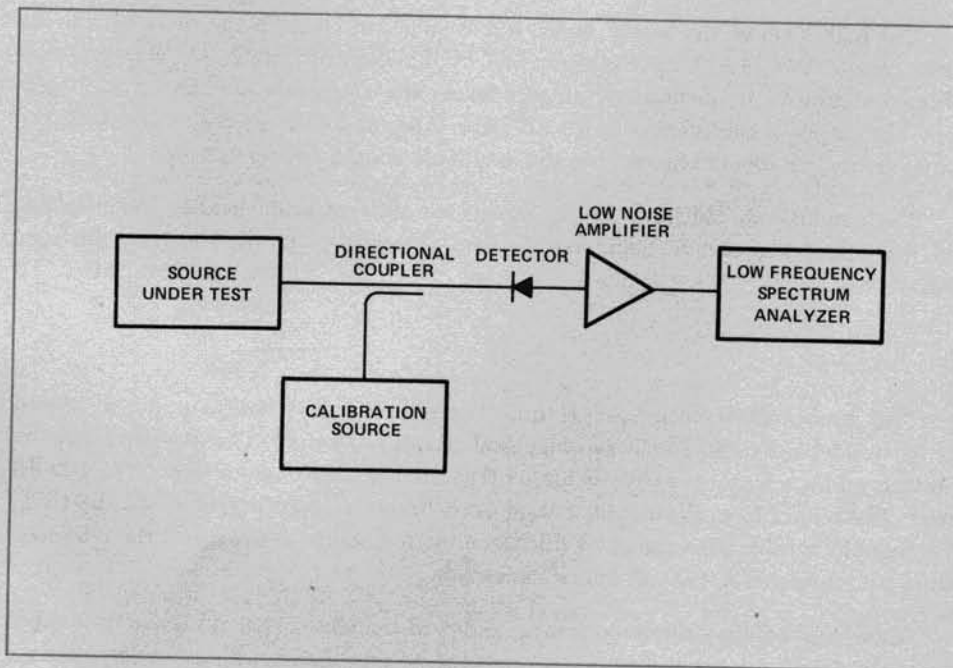 LOW NOISE
AMPLIFIER
DIRECTIONAL
COUPLER
DETECTOR
SOURCE
UNDER TEST
LOW FREQUENCY
SPECTRUM
ANALYZER
CALIBRATION
SOURCE